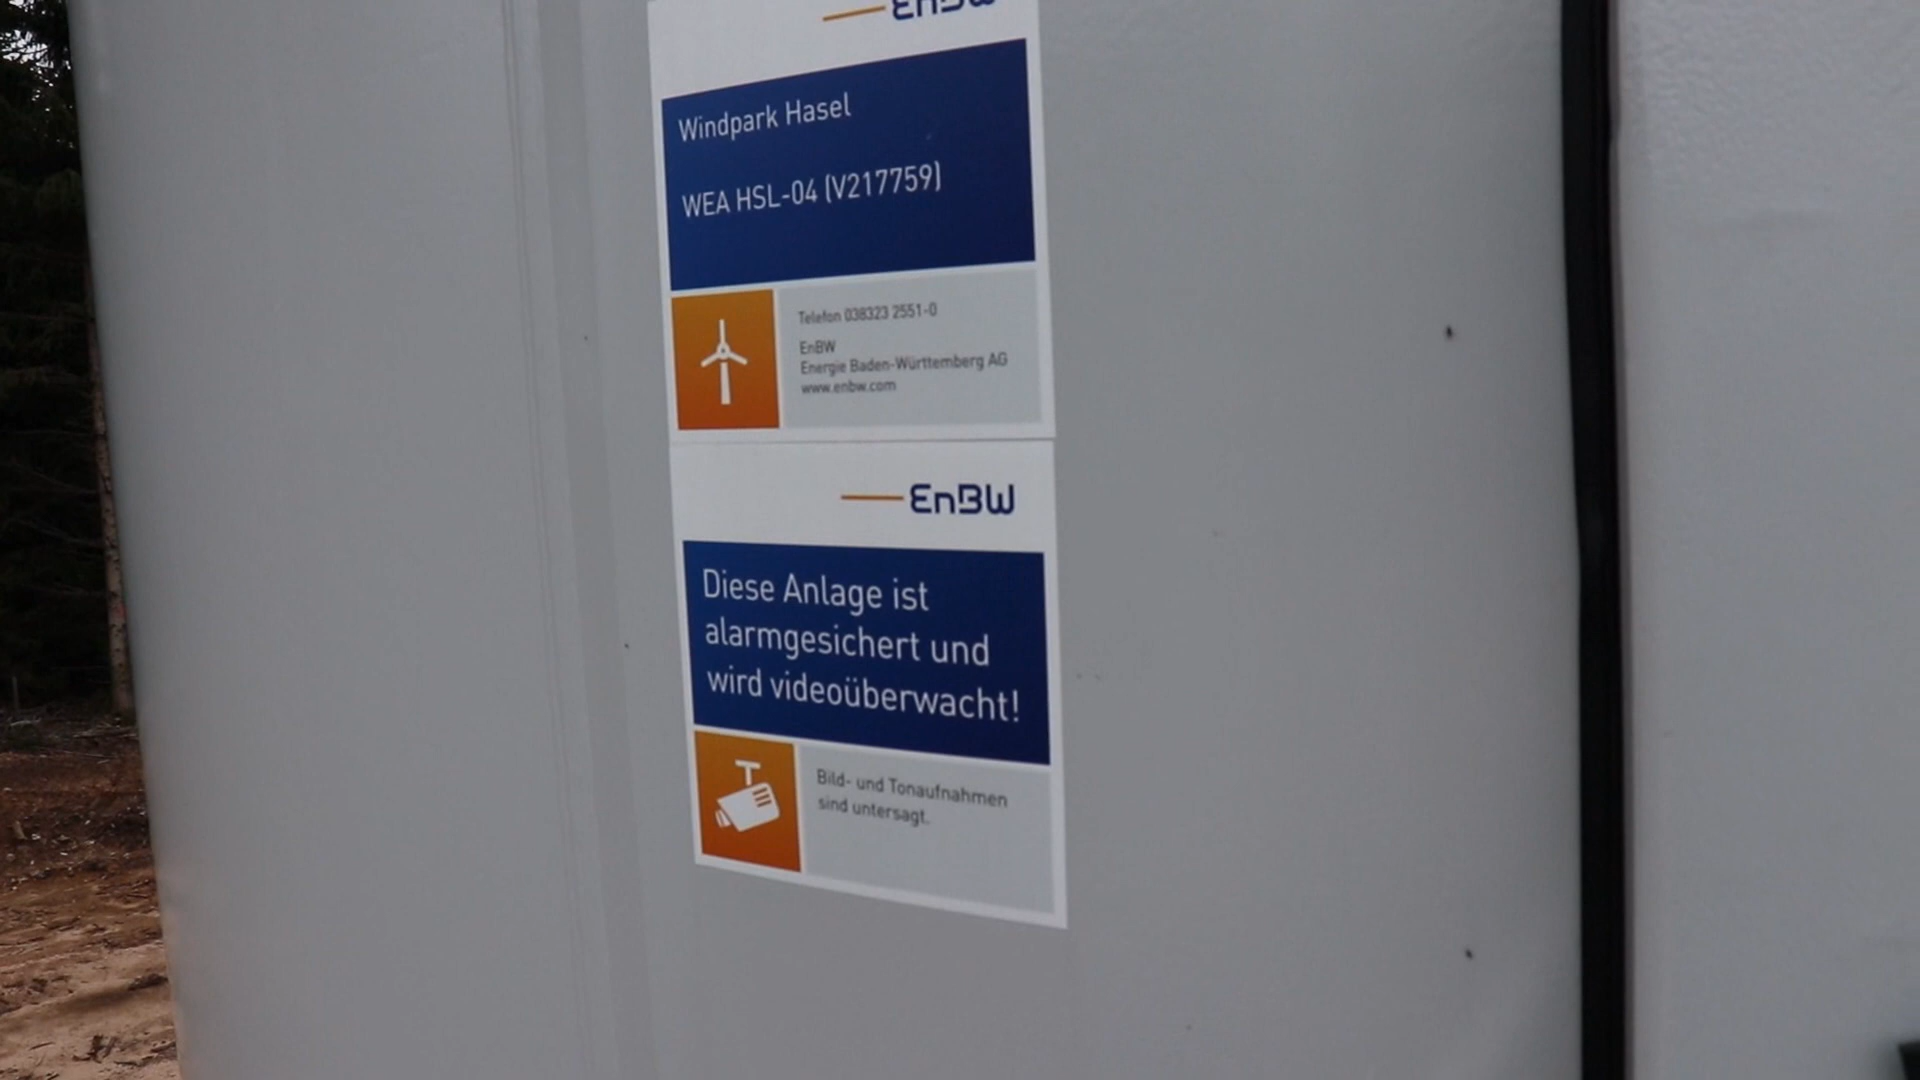 EnBW
Windpark Hasel
WEA HSL-04 (V217759)
Telefon 038323 2551-0
EnBW
Energie Baden-Württemberg AG
www.enbw.com
EnBW
Diese Anlage ist
alarmgesichert und
wird videoüberwacht!
Bild- und Tonaufnahmen
sind untersagt.